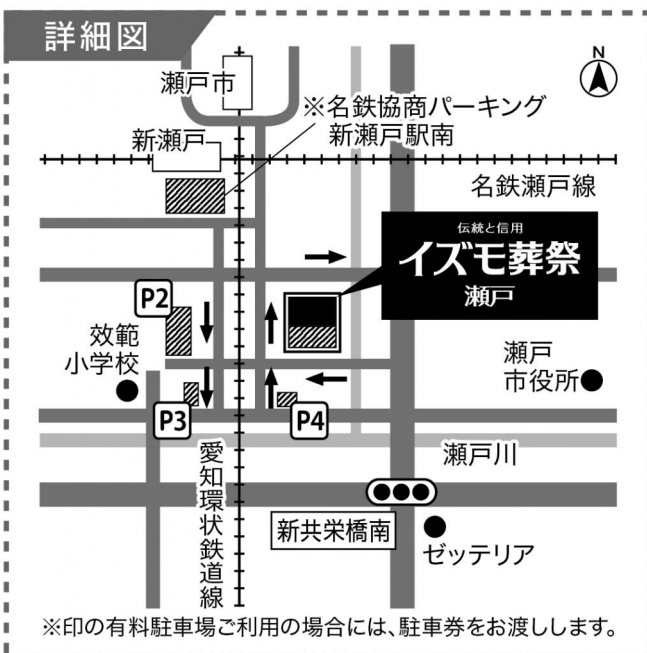 詳細図
N
瀬戸市
※名鉄協商パーキング
新瀬戸駅南
新瀬戸
名鉄瀬戸線
伝統と信用
イズモ葬祭
瀬戸
P2
効範
小学校
瀬戸
市役所
P3
P4
愛知環状鉄道線
瀬戸川
新共栄橋南
ゼッテリア
※印の有料駐車場ご利用の場合には、駐車券をお渡しします。